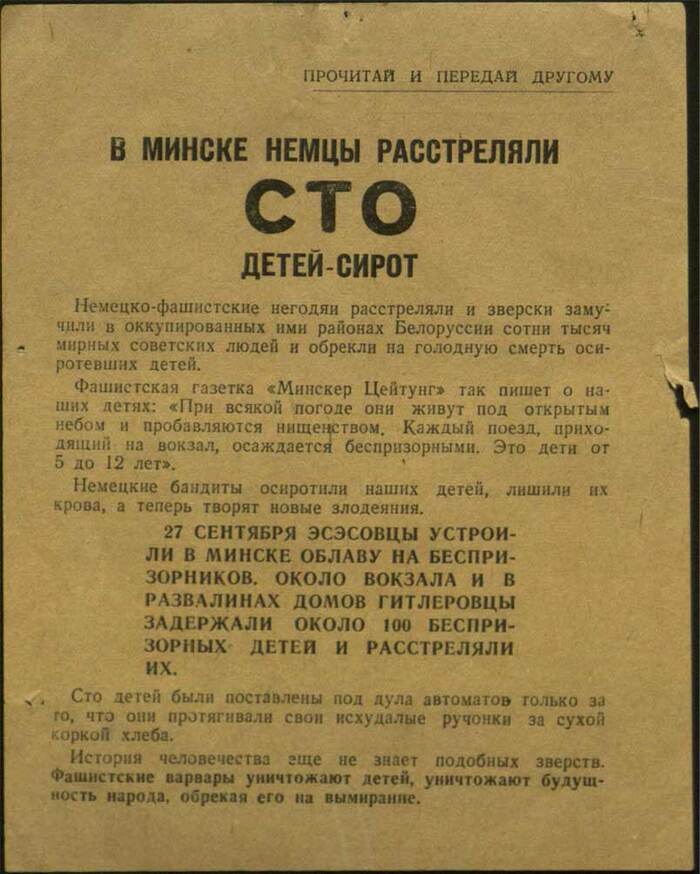 ПРОЧИТАЙ И ПЕРЕДАЙ ДРУГОМУ
В МИНСКЕ НЕМЦЫ РАССТРЕЛЯЛИ
СТО
ДЕТЕЙ-СИРОТ
Немецко-фашистские негодяи расстреляли и зверски заму-
чили в оккупированных ими районах Белоруссии сотни тысяч
мирных советских людей и обрекли на голодную смерть оси-
ротевших детей.
Фашистская газетка «Минскер Цейтунг» так пишет о на-
ших детях: «При всякой погоде они живут под открытым
небом и пробавляются нищенством. Каждый поезд, прихо-
дящий на вокзал, осаждается беспризорными. Это дети от
5 до 12 лет».
Немецкие бандиты осиротили наших детей, лишили их
крова, а теперь творят новые злодеяния.
27 СЕНТЯБРЯ ЭСЭСОВЦЫ УСТРОИ-
ЛИ В МИНСКЕ ОБЛАВУ НА БЕСПРИ-
ЗОРНИКОВ. ОКОЛО ВОКЗАЛА И В
РАЗВАЛИНАХ ДОМОВ ГИТЛЕРОВЦЫ
ЗАДЕРЖАЛИ ОКОЛО 100 БЕСПРИ-
ЗОРНЫХ ДЕТЕЙ И РАССТРЕЛЯЛИ
ИХ.
Сто детей были поставлены под дула автоматов только за
то, что они протягивали свои исхудалые ручонки за сухой
коркой хлеба.
История человечества еще не знает подобных зверств.
Фашистские варвары уничтожают детей, уничтожают будущ-
ность народа, обрекая его на вымирание.